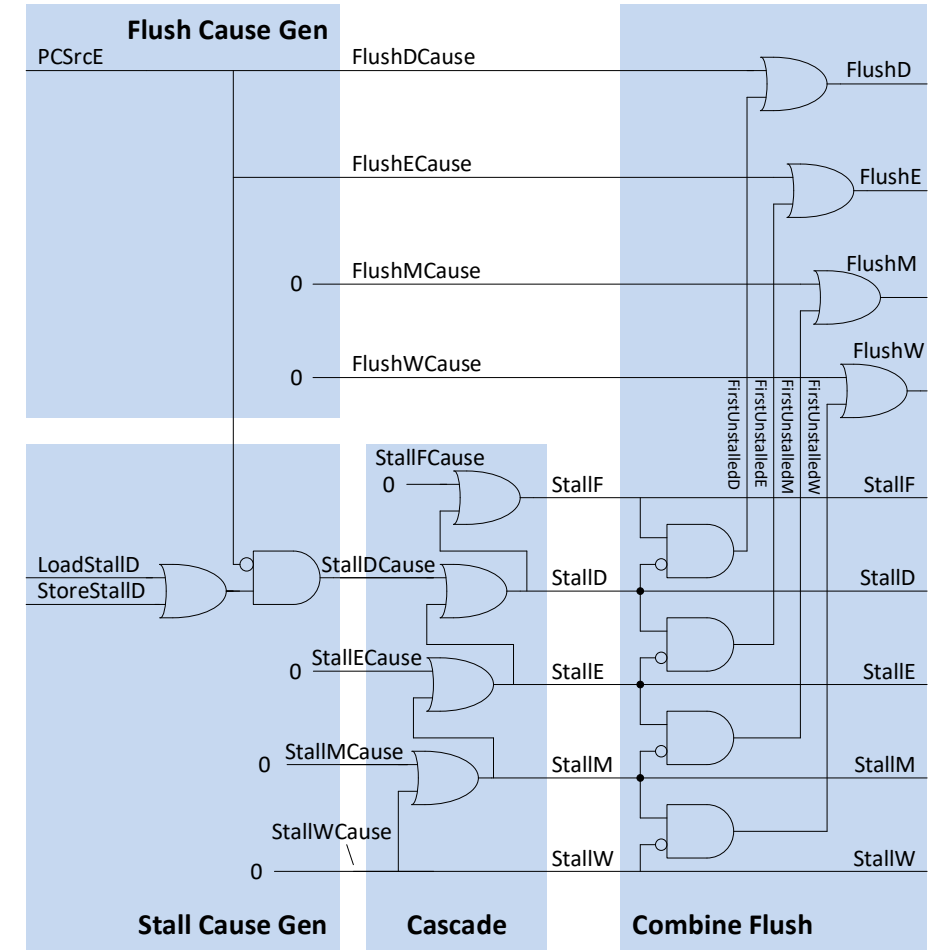 Flush Cause Gen
PCSrcE
FlushDCause
FlushD
FlushECause
FlushE
0
FlushMCause
FlushM
0
FlushWCause
FlushW
FirstUnstalledD
FirstUnstalledE
FirstUnstalledM
FirstUnstalledW
StallFCause
0
StallF
StallF
LoadStallD
StoreStallD
StallDCause
StallD
StallD
0
StallECause
StallE
StallE
0
StallMCause
StallM
StallM
StallWCause
0
StallW
StallW
Stall Cause Gen
Cascade
Combine Flush